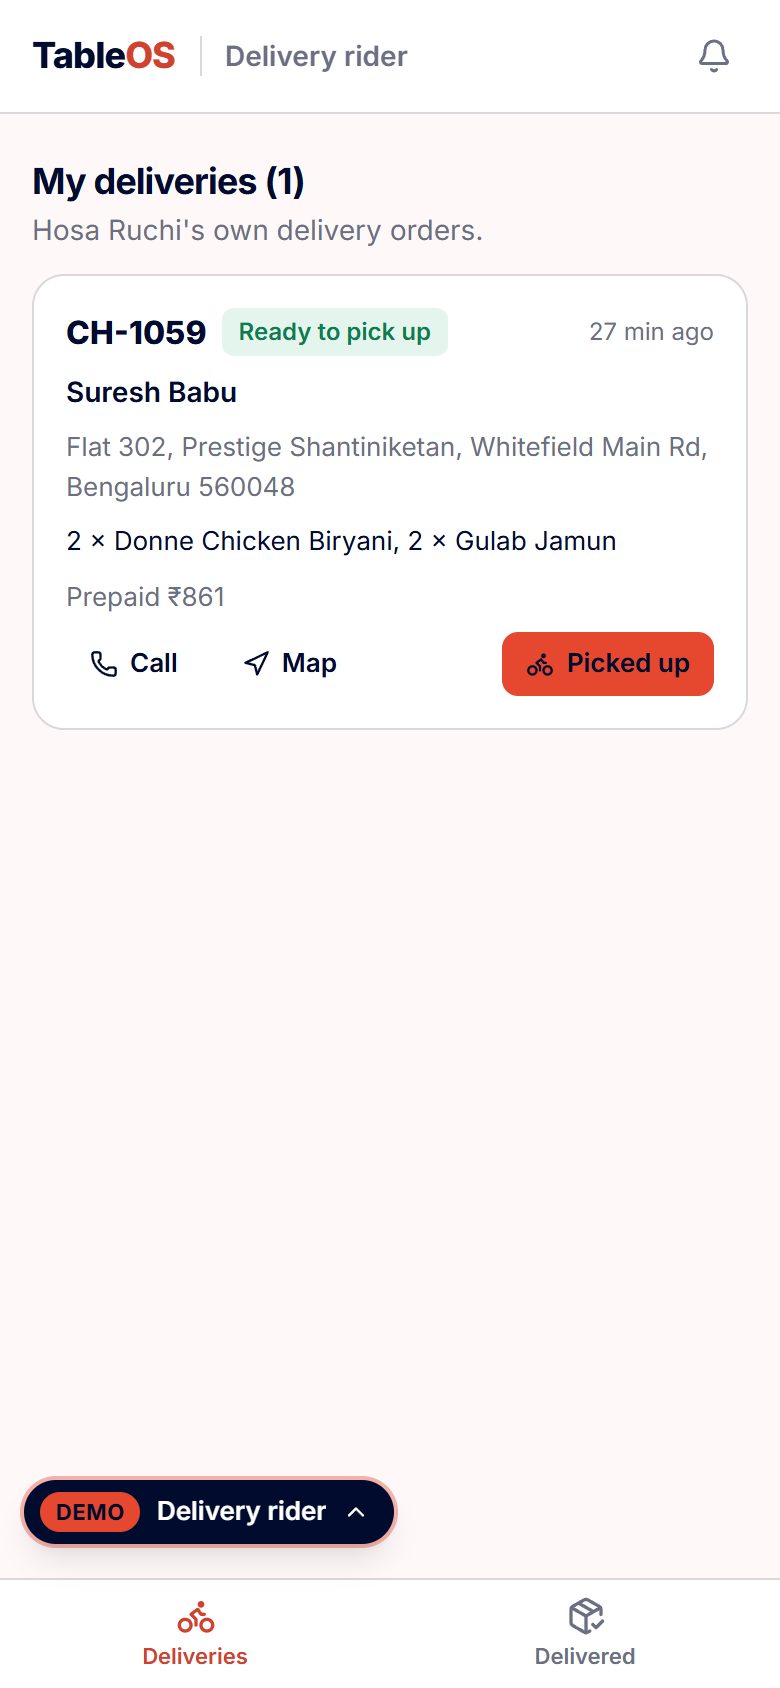 TableOS Delivery rider
My deliveries (1)
Hosa Ruchi's own delivery orders.
CH-1059 Ready to pick up 27 min ago
Suresh Babu
Flat 302, Prestige Shantiniketan, Whitefield Main Rd,
Bengaluru 560048
2 × Donne Chicken Biryani, 2 × Gulab Jamun
Prepaid ₹861
Call Map Picked up
DEMO Delivery rider
Deliveries Delivered